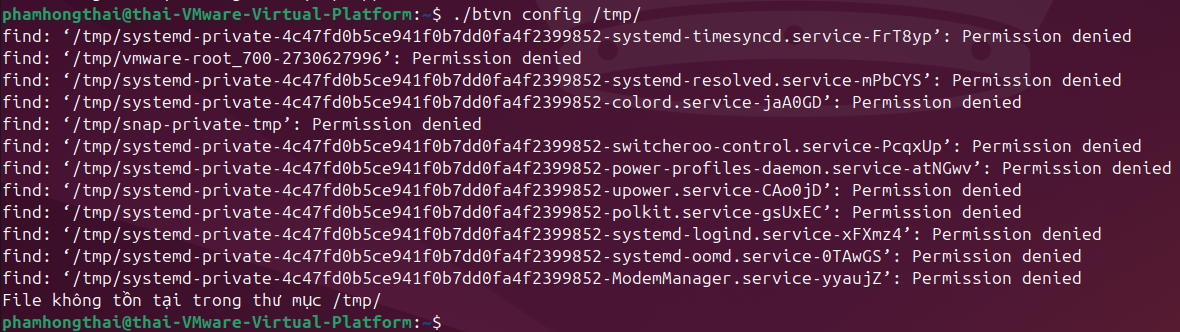 phamhongthai@thai-VMware-Virtual-Platform:~$ ./btvn config /tmp/
find: ‘/tmp/systemd-private-4c47fd0b5ce941f0b7dd0fa4f2399852-systemd-timesyncd.service-FrT8yp’: Permission denied
find: ‘/tmp/vmware-root_700-2730627996’: Permission denied
find: ‘/tmp/systemd-private-4c47fd0b5ce941f0b7dd0fa4f2399852-systemd-resolved.service-mPbCYS’: Permission denied
find: ‘/tmp/systemd-private-4c47fd0b5ce941f0b7dd0fa4f2399852-colord.service-jaA0GD’: Permission denied
find: ‘/tmp/snap-private-tmp’: Permission denied
find: ‘/tmp/systemd-private-4c47fd0b5ce941f0b7dd0fa4f2399852-switcheroo-control.service-PcqxUp’: Permission denied
find: ‘/tmp/systemd-private-4c47fd0b5ce941f0b7dd0fa4f2399852-power-profiles-daemon.service-atNGwv’: Permission denied
find: ‘/tmp/systemd-private-4c47fd0b5ce941f0b7dd0fa4f2399852-upower.service-CAo0jD’: Permission denied
find: ‘/tmp/systemd-private-4c47fd0b5ce941f0b7dd0fa4f2399852-polkit.service-gsUxEC’: Permission denied
find: ‘/tmp/systemd-private-4c47fd0b5ce941f0b7dd0fa4f2399852-systemd-logind.service-xFXmz4’: Permission denied
find: ‘/tmp/systemd-private-4c47fd0b5ce941f0b7dd0fa4f2399852-systemd-oomd.service-0TAwGS’: Permission denied
find: ‘/tmp/systemd-private-4c47fd0b5ce941f0b7dd0fa4f2399852-ModemManager.service-yyaujZ’: Permission denied
File không tồn tại trong thư mục /tmp/
phamhongthai@thai-VMware-Virtual-Platform:~$